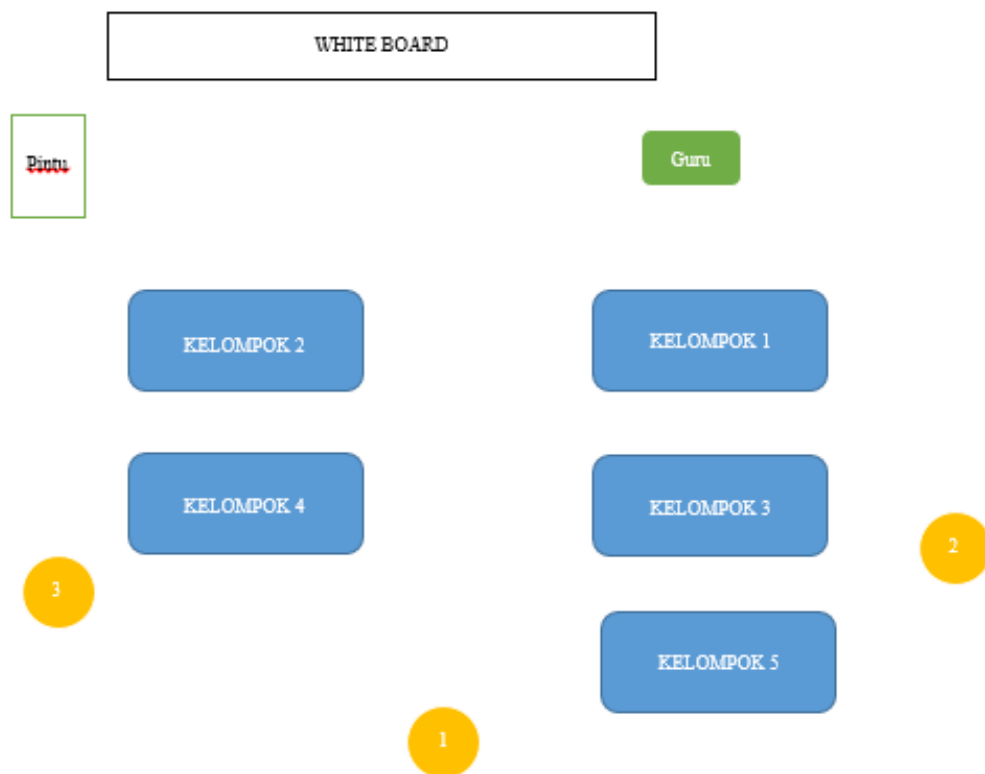 WHITE BOARD
Pintu
Guru
KELOMPOK 2
KELOMPOK 1
KELOMPOK 4
KELOMPOK 3
2
3
KELOMPOK 5
1